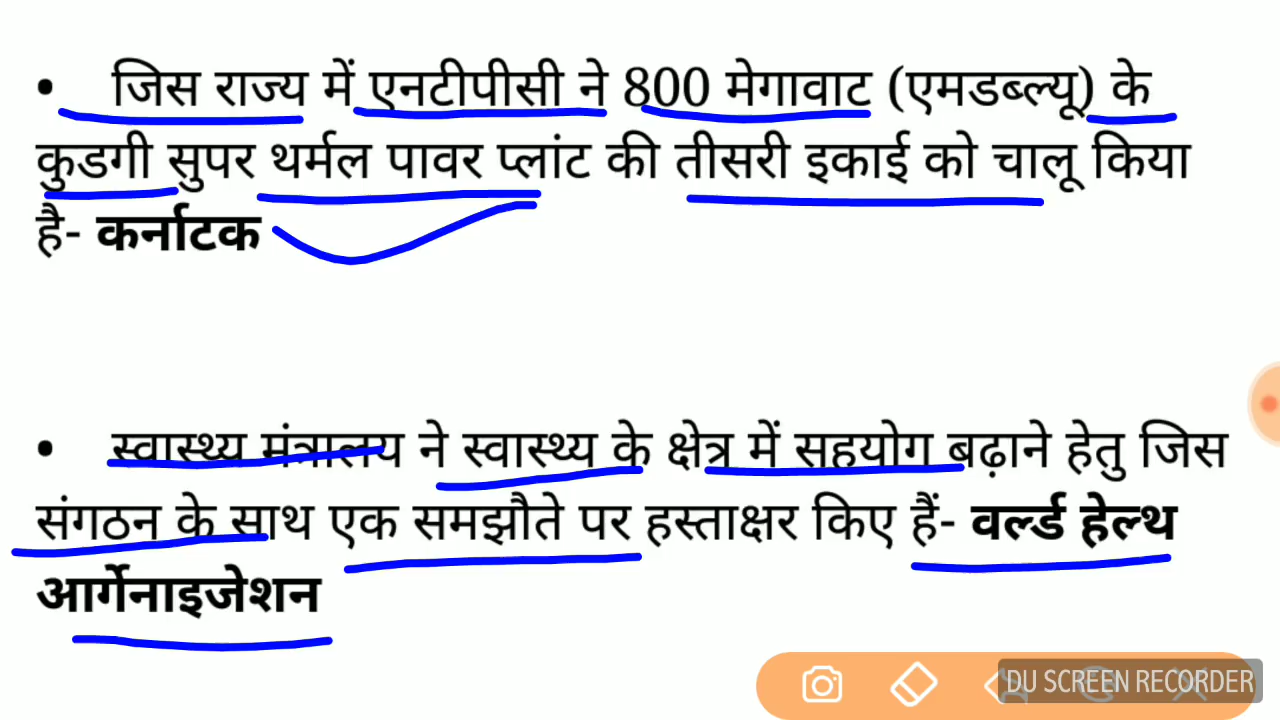 • जिस राज्य में एनटीपीसी ने 800 मेगावाट (एमडब्ल्यू) के
कुडगी सुपर थर्मल पावर प्लांट की तीसरी इकाई को चालू किया
है- कर्नाटक
• स्वास्थ्य मंत्रालय ने स्वास्थ्य के क्षेत्र में सहयोग बढ़ाने हेतु जिस
संगठन के साथ एक समझौते पर हस्ताक्षर किए हैं- वर्ल्ड हेल्थ
आर्गेनाइजेशन
DU SCREEN RECORDER